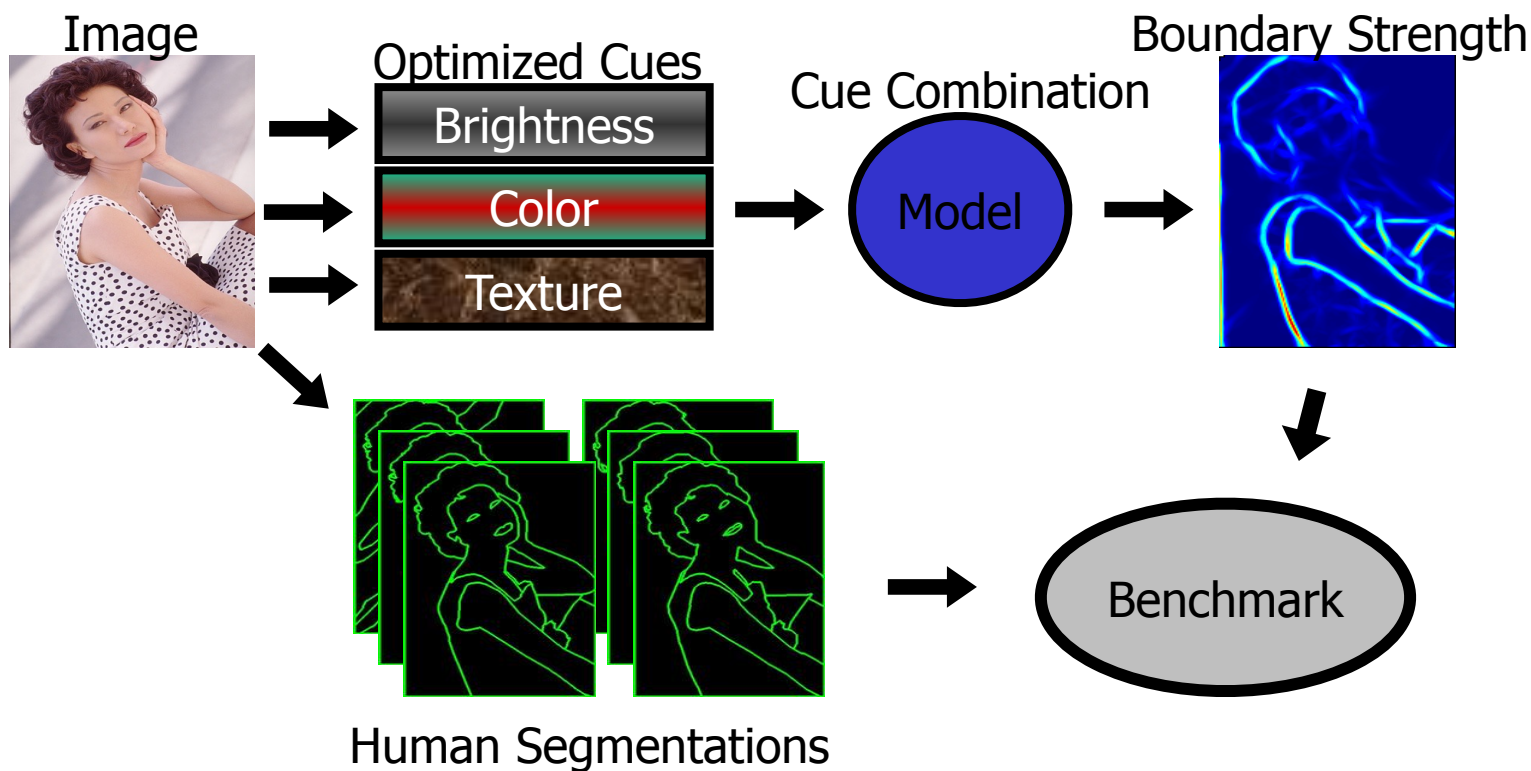 Image
Optimized Cues
Brightness
Color
Texture
Cue Combination
Model
Boundary Strength
Human Segmentations
Benchmark